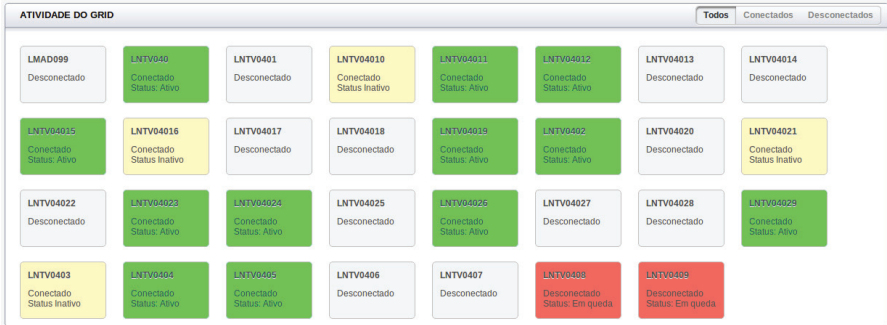 ATIVIDADE DO GRID Todos Conectados Desconectados
LMAD099 LNTV040 LNTV0401 LNTV04010 LNTV04011 LNTV04012 LNTV04013 LNTV04014
Desconectado Conectado Desconectado Conectado Conectado Conectado Desconectado Desconectado
Status: Ativo Status Inativo Status: Ativo Status: Ativo
LNTV04015 LNTV04016 LNTV04017 LNTV04018 LNTV04019 LNTV0402 LNTV04020 LNTV04021
Conectado Conectado Desconectado Desconectado Conectado Conectado Desconectado Conectado
Status: Ativo Status Inativo Status: Ativo Status: Ativo Status Inativo
LNTV04022 LNTV04023 LNTV04024 LNTV04025 LNTV04026 LNTV04027 LNTV04028 LNTV04029
Desconectado Conectado Conectado Desconectado Conectado Desconectado Desconectado Conectado
Status: Ativo Status: Ativo Status: Ativo Status: Ativo
LNTV0403 LNTV0404 LNTV0405 LNTV0406 LNTV0407 LNTV0408 LNTV0409
Conectado Conectado Conectado Desconectado Desconectado Desconectado Desconectado
Status Inativo Status: Ativo Status: Ativo Status: Em queda Status: Em queda